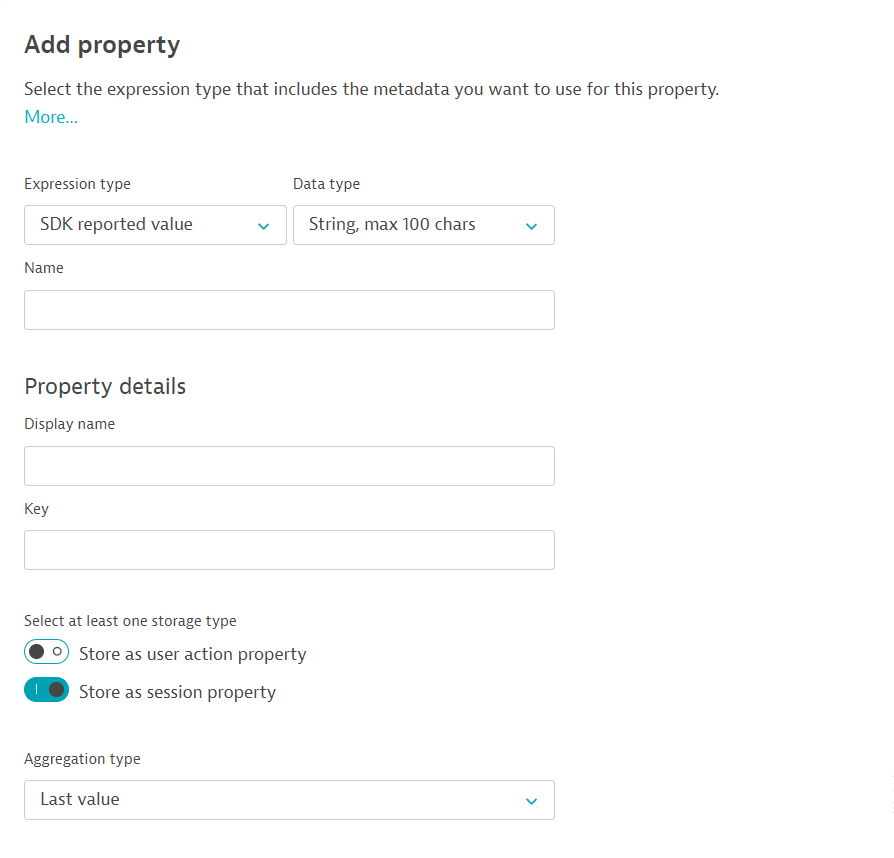 Add property
Select the expression type that includes the metadata you want to use for this property.
More...
Expression type
Data type
SDK reported value
String, max 100 chars
Name
Property details
Display name
Key
Select at least one storage type
Store as user action property
Store as session property
Aggregation type
Last value